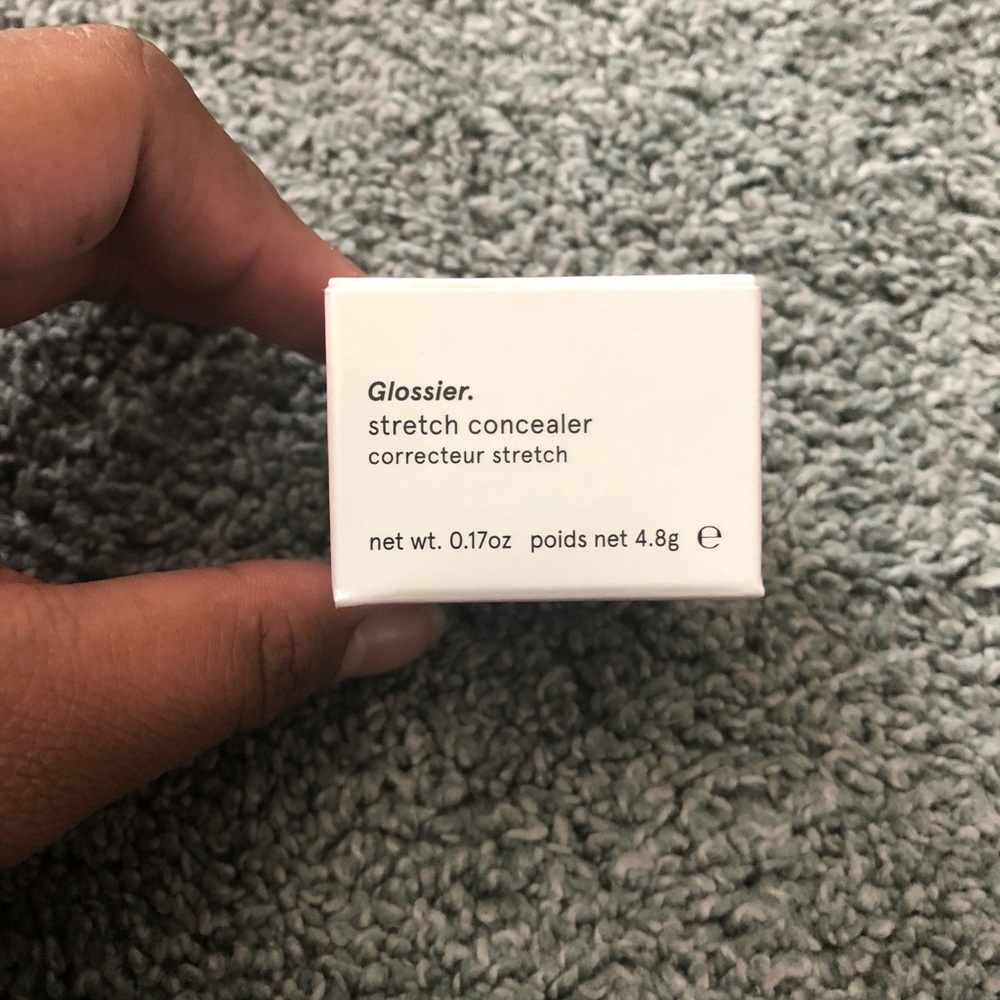 Glossier.
stretch concealer
correcteur stretch
net wt. 0.17oz poids net 4.8g ℮